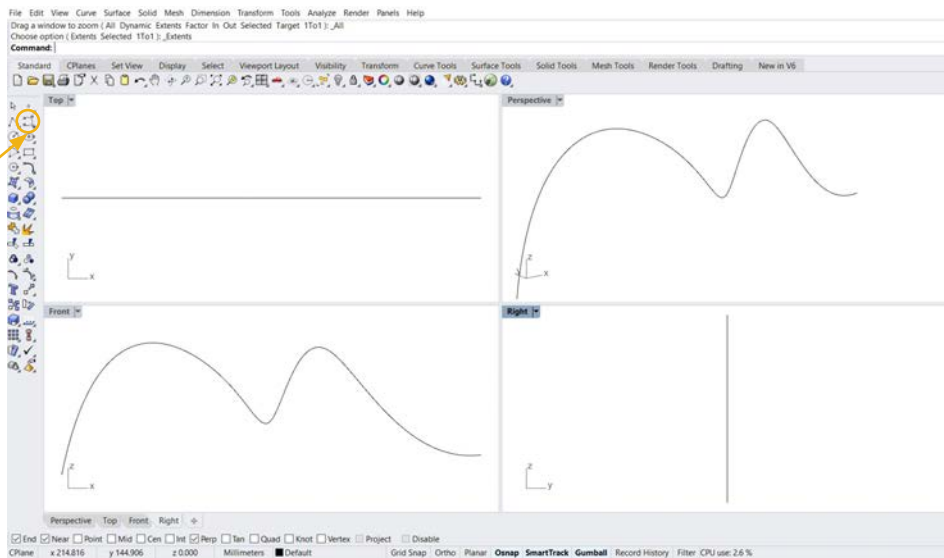 File Edit View Curve Surface Solid Mesh Dimension Transform Tools Analyze Render Panels Help
Drag a window to zoom ( All Dynamic Extents Factor In Out Selected Target 1To1 ): _All
Choose option ( Extents Selected 1To1 ): _Extents
Command:
Standard CPlanes Set View Display Select Viewport Layout Visibility Transform Curve Tools Surface Tools Solid Tools Mesh Tools Render Tools Drafting New in V6
Top
Perspective
y
x
z
x
Front
Right
z
x
z
y
Perspective Top Front Right
End Near Point Mid Cen Int Perp Tan Quad Knot Vertex Project Disable
CPlane x 214.816 y 144.906 z 0.000 Millimeters Default Grid Snap Ortho Planar Osnap SmartTrack Gumball Record History Filter CPU use: 2.6 %